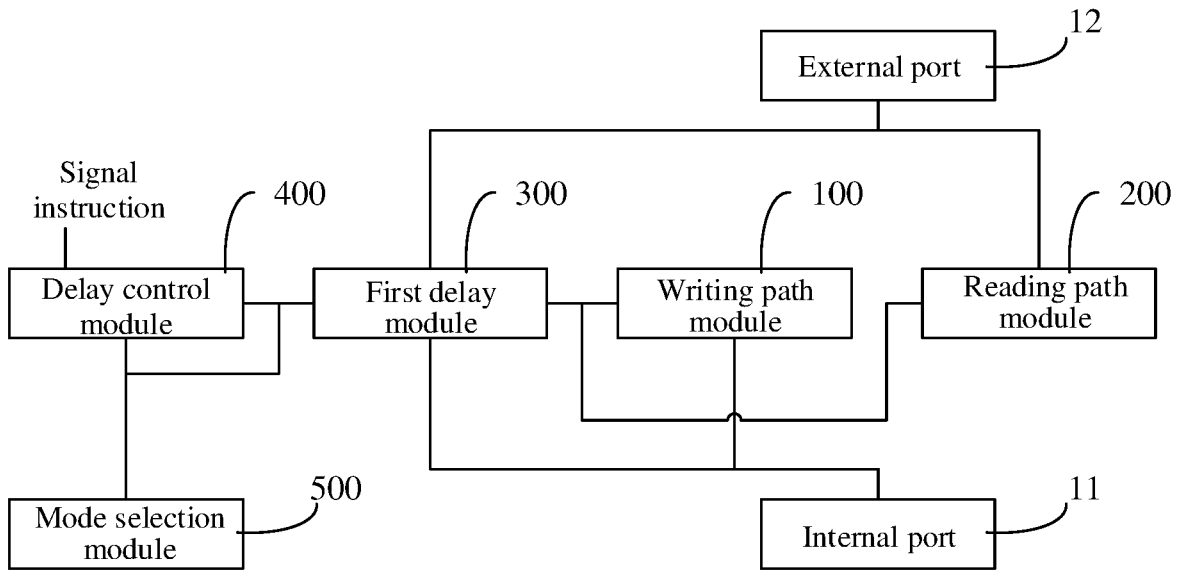 12
External port
Signal
instruction
400
300
100
200
Delay control
module
First delay
module
Writing path
module
Reading path
module
500
11
Mode selection
module
Internal port